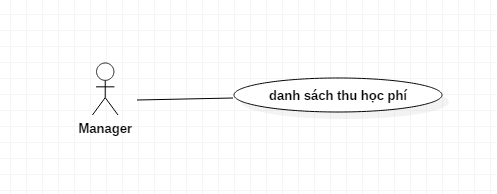 danh sách thu học phí
Manager